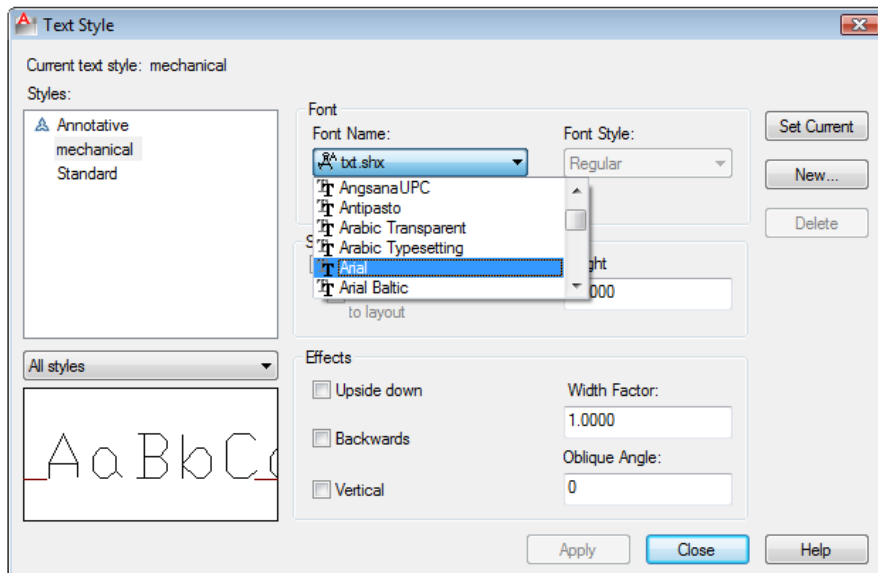 Text Style
Current text style: mechanical
Styles:
Annotative
mechanical
Standard
All styles
AaBbC
Font
Font Name:
txt.shx
AngsanaUPC
Antipasto
Arabic Transparent
Arabic Typesetting
Arial
Arial Baltic
Font Style:
Regular
to layout
Effects
Upside down
Backwards
Vertical
Width Factor:
1.0000
Oblique Angle:
0
Set Current
New...
Delete
Apply
Close
Help